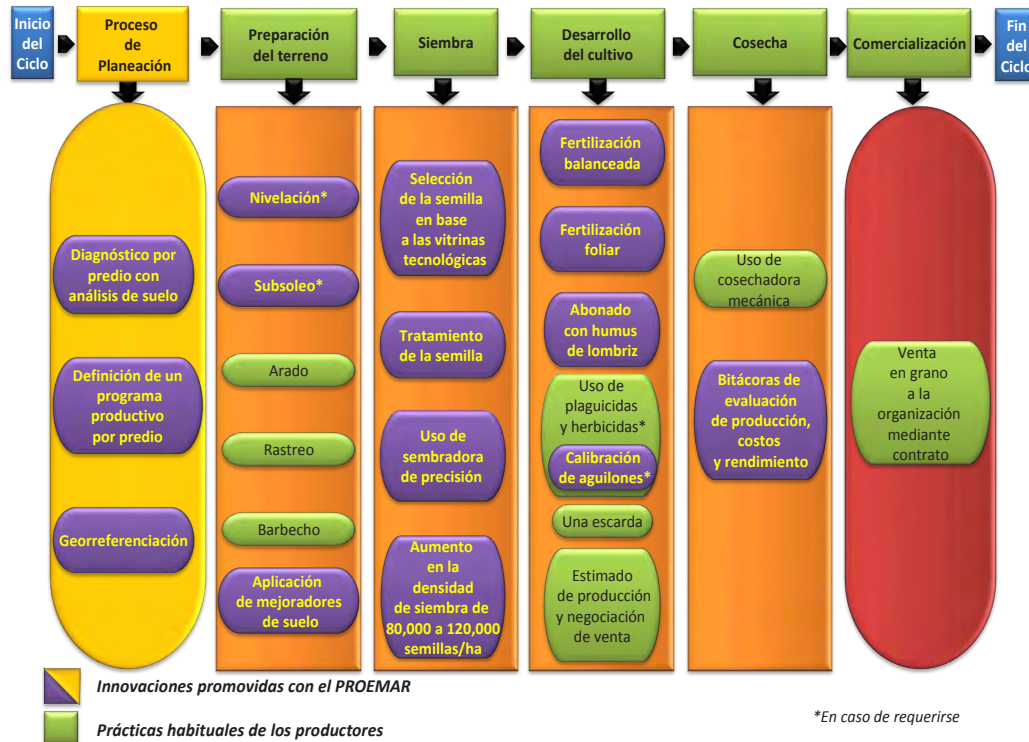 Inicio
del
Ciclo
Proceso
de
Planeación
Preparación
del terreno
Siembra
Desarrollo
del cultivo
Cosecha
Comercialización
Fin
del
Ciclo
Diagnóstico por
predio con
análisis de suelo
Definición de un
programa
productivo
por predio
Georreferenciación
Nivelación*
Subsoleo*
Arado
Rastreo
Barbecho
Aplicación
de mejoradores
de suelo
Selección
de la semilla
en base
a las vitrinas
tecnológicas
Tratamiento
de la semilla
Uso de
sembradora
de precisión
Aumento
en la
densidad
de siembra de
80,000 a 120,000
semillas/ha
Fertilización
balanceada
Fertilización
foliar
Abonado
con humus
de lombriz
Uso de
plaguicidas
y herbicidas*
Calibración
de aguilones*
Una escarda
Estimado
de producción
y negociación
de venta
Uso de
cosechadora
mecánica
Bitácoras de
evaluación
de producción,
costos
y rendimiento
Venta
en grano
a la
organización
mediante
contrato
Innovaciones promovidas con el PROEMAR
Prácticas habituales de los productores
*En caso de requerirse